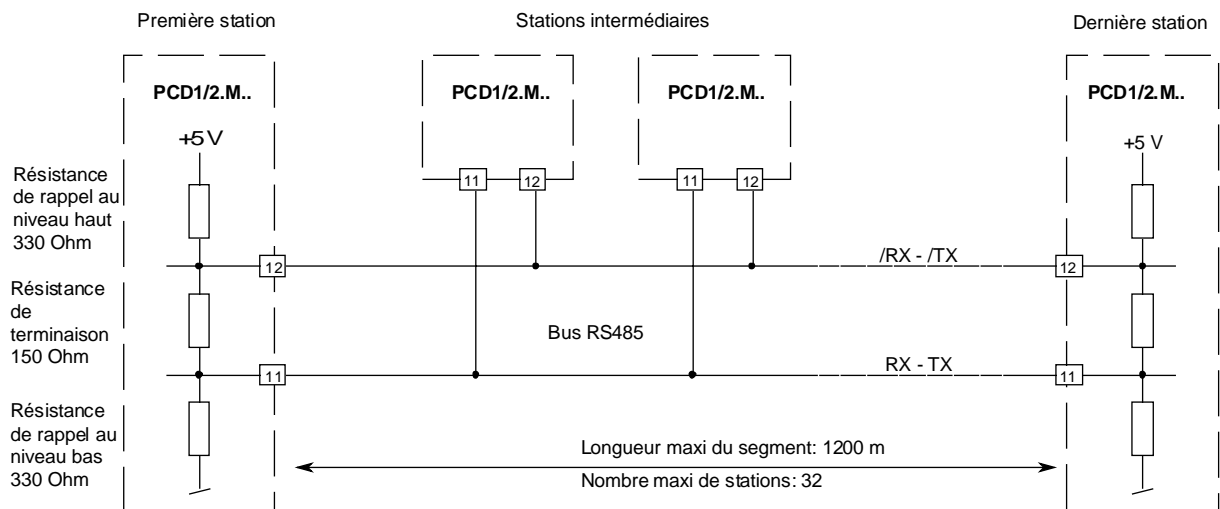 Première station
Stations intermédiaires
Dernière station
PCD1/2.M..
PCD1/2.M..
PCD1/2.M..
PCD1/2.M..
+5 V
+5 V
Résistance
de rappel au
niveau haut
330 Ohm
11
12
11
12
12
/RX - /TX
12
Résistance
de
terminaison
150 Ohm
Bus RS485
11
RX - TX
11
Résistance
de rappel au
niveau bas
330 Ohm
Longueur maxi du segment: 1200 m
Nombre maxi de stations: 32